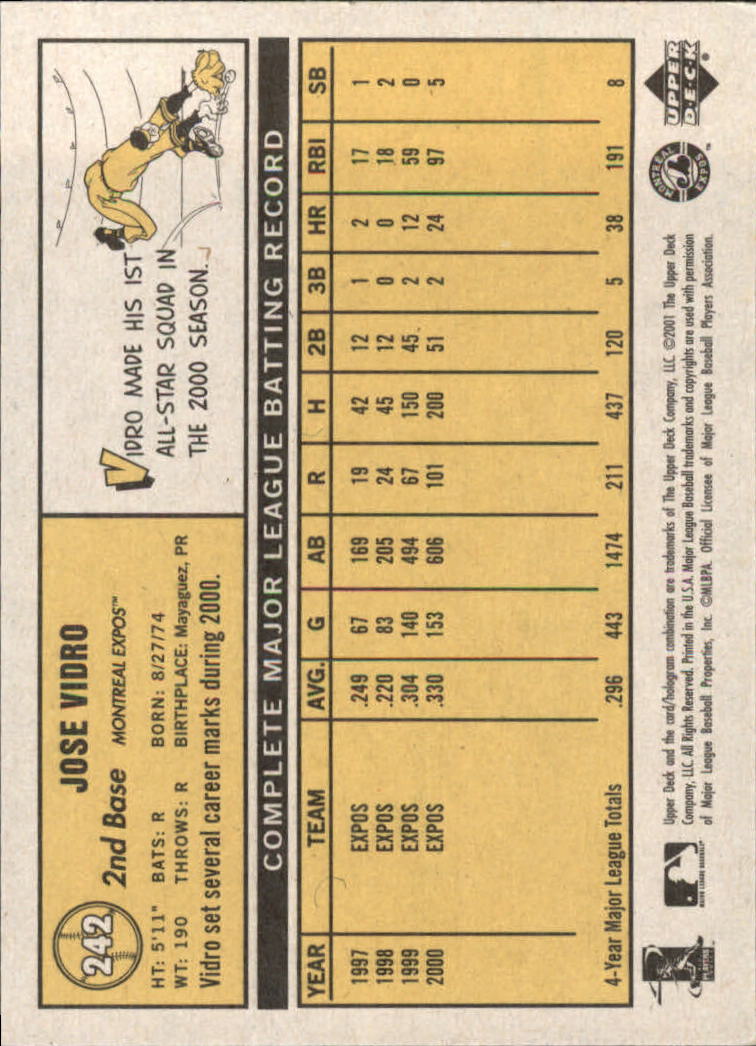 242
JOSE VIDRO
2nd Base MONTREAL EXPOS™
HT: 5'11" BATS: R BORN: 8/27/74
WT: 190 THROWS: R BIRTHPLACE: Mayaguez, PR
Vidro set several career marks during 2000.
VIDRO MADE HIS 1ST
ALL-STAR SQUAD IN
THE 2000 SEASON.
COMPLETE MAJOR LEAGUE BATTING RECORD
YEAR TEAM AVG. G AB R H 2B 3B HR RBI SB
1997 EXPOS .249 67 169 19 42 12 1 2 17 1
1998 EXPOS .220 83 205 24 45 12 0 0 18 2
1999 EXPOS .304 140 494 67 150 45 2 12 59 0
2000 EXPOS .330 153 606 101 200 51 2 24 97 5
4-Year Major League Totals .296 443 1474 211 437 120 5 38 191 8
PLAYERS
MAJOR LEAGUE BASEBALL
Upper Deck and the card/hologram combination are trademarks of The Upper Deck Company, LLC ©2001 The Upper Deck
Company, LLC. All Rights Reserved. Printed in the U.S.A. Major League Baseball trademarks and copyrights are used with permission
of Major League Baseball Properties, Inc. ©MLBPA. Official Licensee of Major League Baseball Players Association.
MONTREAL
EXPOS
™
UPPER
DECK
®